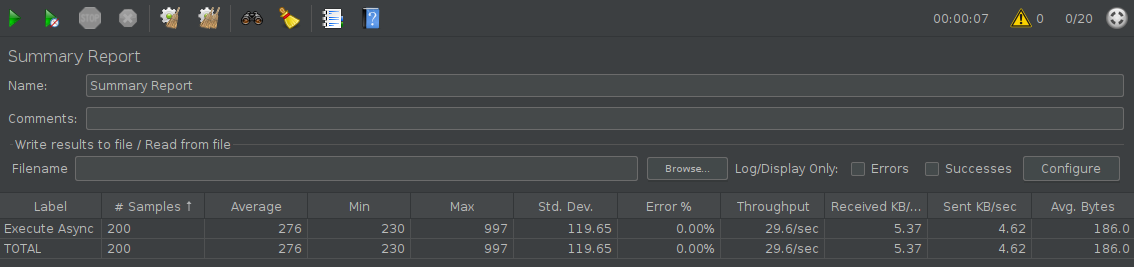 STOP
00:00:07 0 0/20
Summary Report
Name: Summary Report
Comments:
Write results to file / Read from file
Filename Browse... Log/Display Only: Errors Successes Configure
Label # Samples ↑ Average Min Max Std. Dev. Error % Throughput Received KB/... Sent KB/sec Avg. Bytes
Execute Async 200 276 230 997 119.65 0.00% 29.6/sec 5.37 4.62 186.0
TOTAL 200 276 230 997 119.65 0.00% 29.6/sec 5.37 4.62 186.0